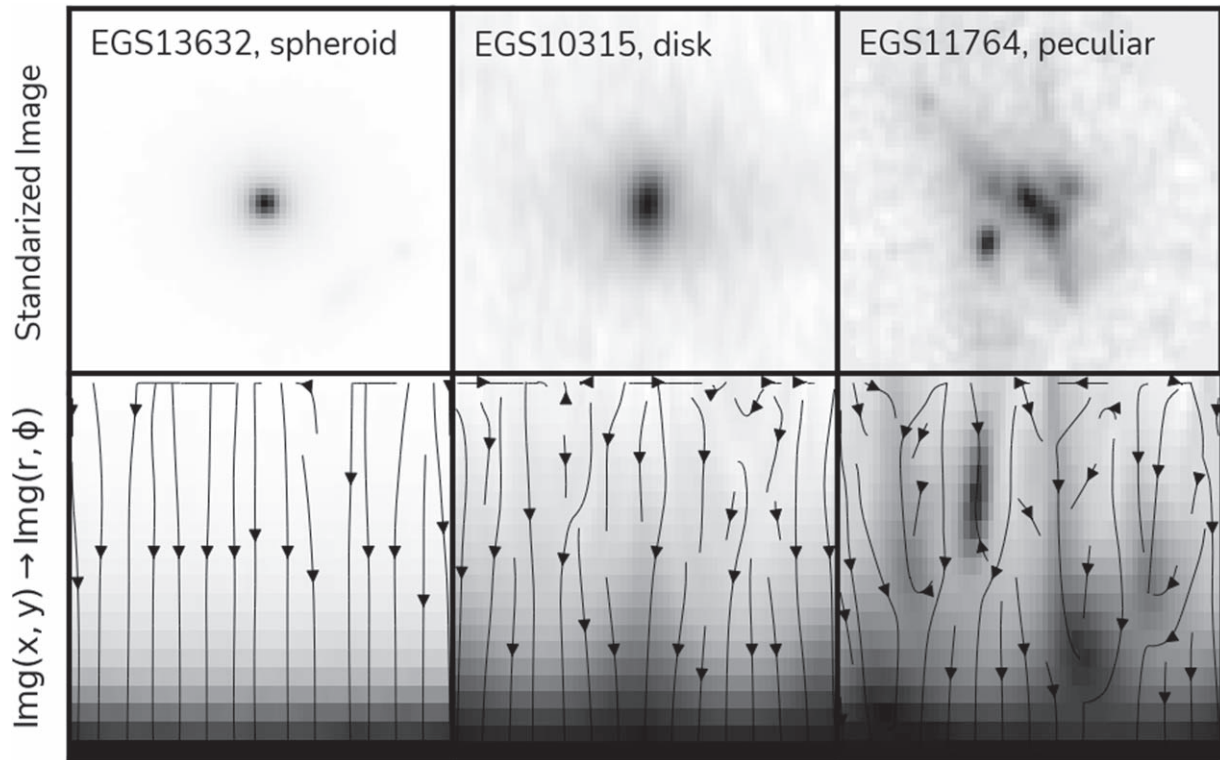 EGS13632, spheroid
EGS10315, disk
EGS11764, peculiar
Standarized Image
Img(x, y) → Img(r, ϕ)